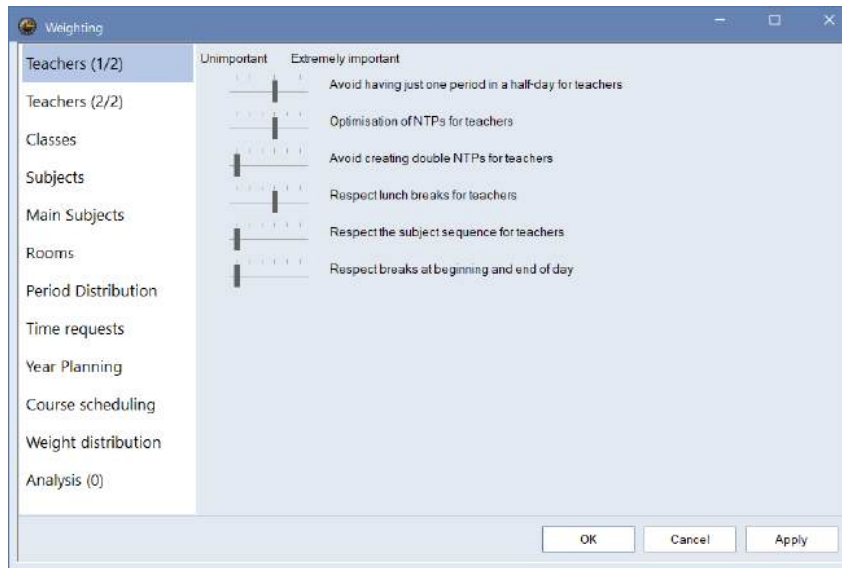 Weighting
Teachers (1/2)
Teachers (2/2)
Classes
Subjects
Main Subjects
Rooms
Period Distribution
Time requests
Year Planning
Course scheduling
Weight distribution
Analysis (0)
Unimportant Extremely important
Avoid having just one period in a half-day for teachers
Optimisation of NTPs for teachers
Avoid creating double NTPs for teachers
Respect lunch breaks for teachers
Respect the subject sequence for teachers
Respect breaks at beginning and end of day
OK Cancel Apply